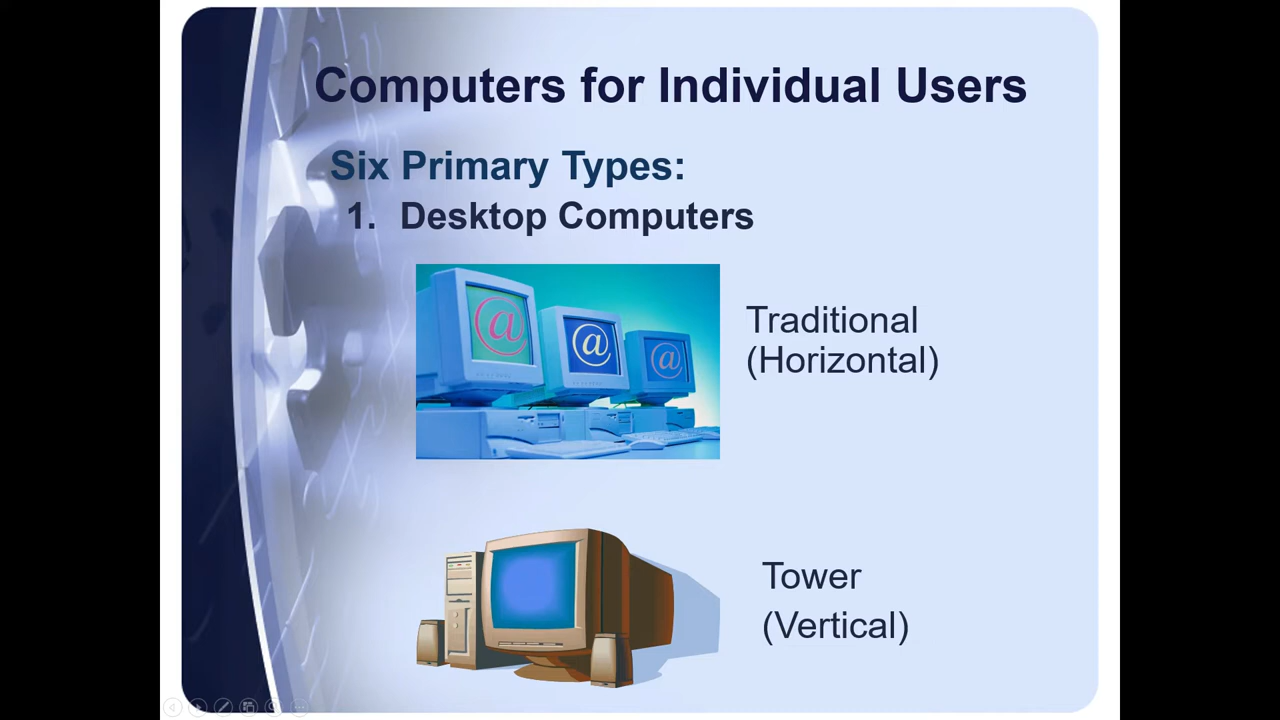 Computers for Individual Users
Six Primary Types:
1. Desktop Computers
@ @ @
Traditional
(Horizontal)
Tower
(Vertical)